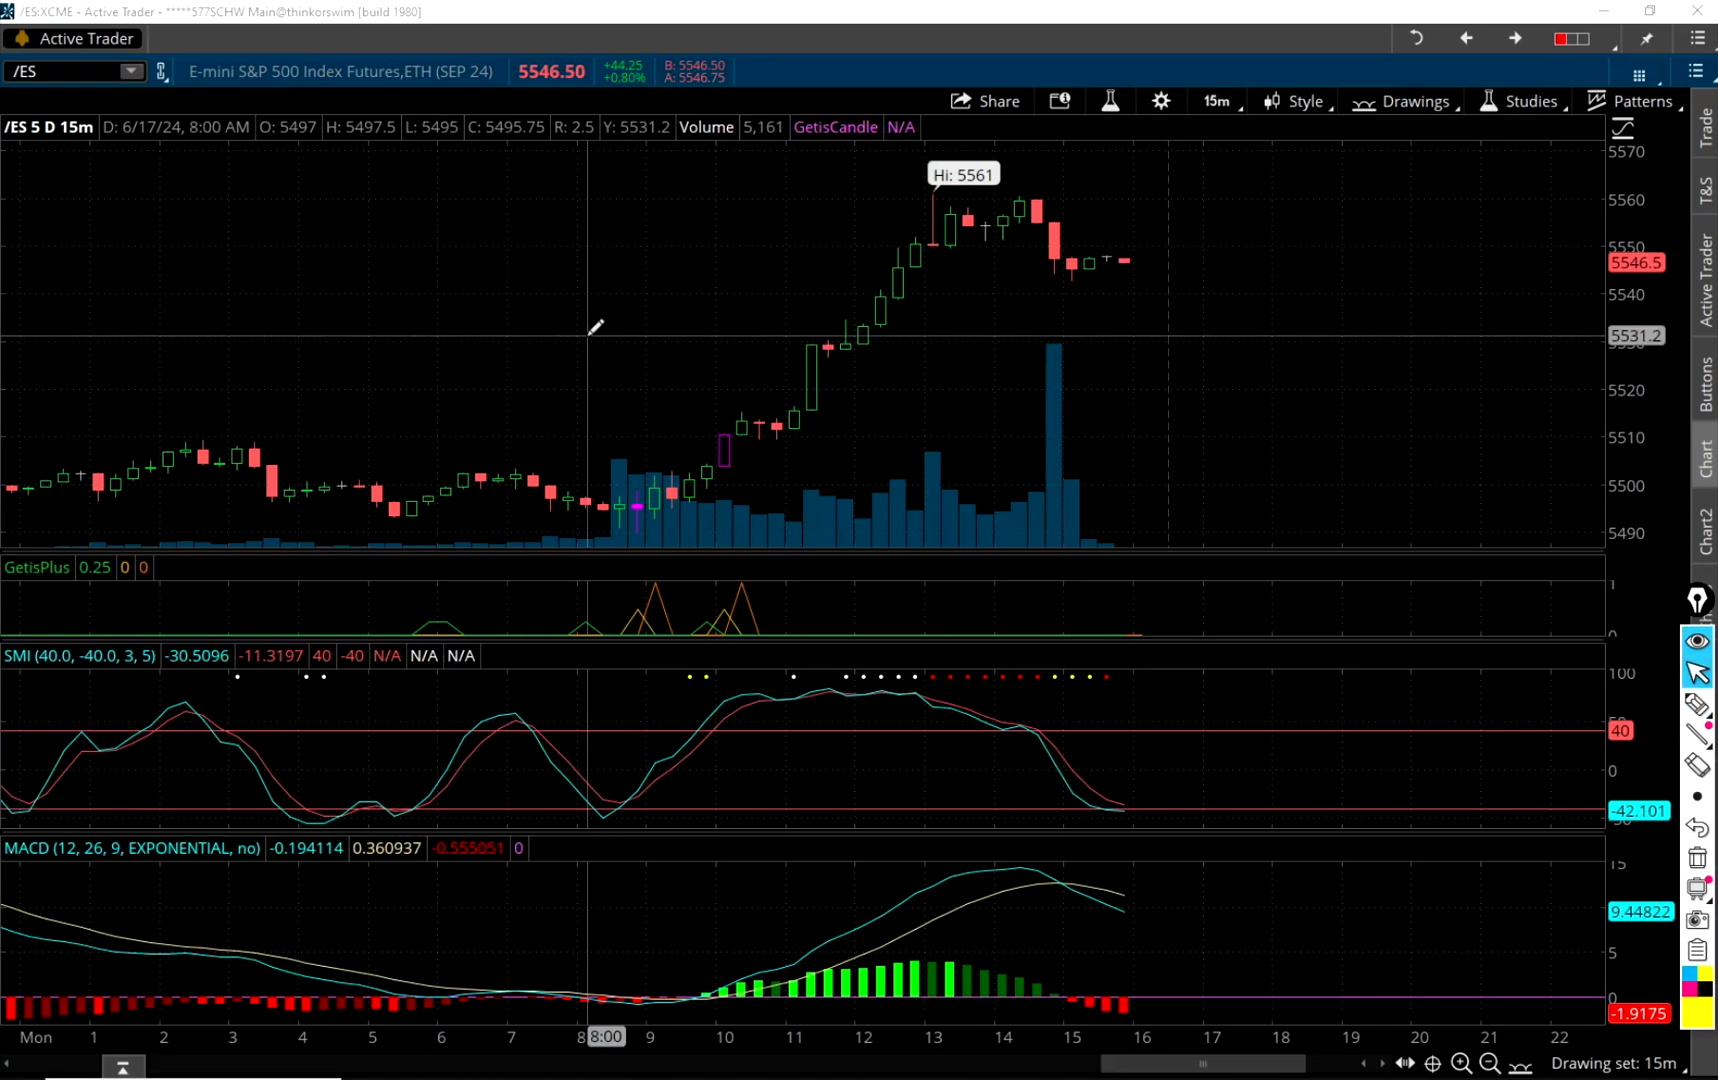 /ES:XCME - Active Trader - *****577SCHW Main@thinkorswim [build 1980]
Active Trader
/ES E-mini S&P 500 Index Futures,ETH (SEP 24) 5546.50 +44.25 +0.80% B: 5546.50 A: 5546.75
Share 15m Style Drawings Studies Patterns
/ES 5 D 15m D: 6/17/24, 8:00 AM O: 5497 H: 5497.5 L: 5495 C: 5495.75 R: 2.5 Y: 5531.2 Volume 5,161 GetisCandle N/A
Hi: 5561
5570
5560
5550
5546.5
5540
5531.2
5520
5510
5500
5490
GetisPlus 0.25 0 0
1
0
SMI (40.0, -40.0, 3, 5) -30.5096 -11.3197 40 -40 N/A N/A N/A
100
40
0
-42.101
MACD (12, 26, 9, EXPONENTIAL, no) -0.194114 0.360937 -0.555051 0
15
9.44822
5
0
-1.9175
Mon 1 2 3 4 5 6 7 8 8:00 9 10 11 12 13 14 15 16 17 18 19 20 21 22
Drawing set: 15m
Trade
T&S
Active Trader
Buttons
Chart
Chart2